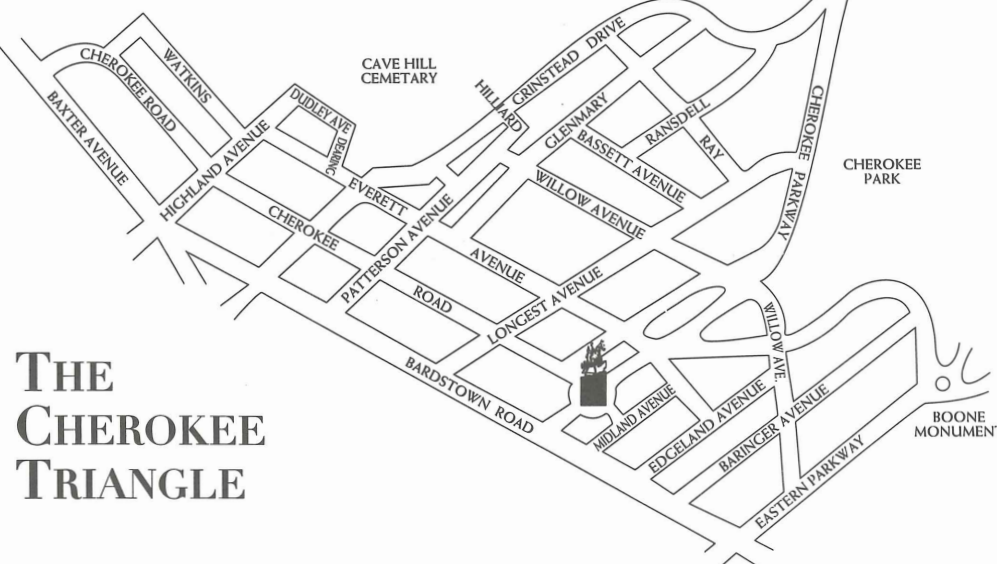 CAVE HILL
CEMETARY
CHEROKEE ROAD
WATKINS
BAXTER AVENUE
HIGHLAND AVENUE
DUDLEY AVE
DEARING
HILLIARD
GRINSTEAD DRIVE
GLENMARY
BASSETT AVENUE
RANSDELL
RAY
CHEROKEE PARKWAY
CHEROKEE
PARK
EVERETT AVENUE
CHEROKEE ROAD
PATTERSON AVENUE
WILLOW AVENUE
LONGEST AVENUE
WILLOW AVE.
BARDSTOWN ROAD
MIDLAND AVENUE
EDGELAND AVENUE
BARINGER AVENUE
EASTERN PARKWAY
BOONE
MONUMENT
THE
CHEROKEE
TRIANGLE